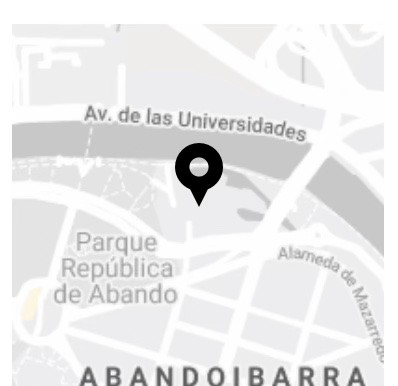 Av. de las Universidades
Parque
República
de Abando
Alameda de Mazarredo
ABANDOIBARRA